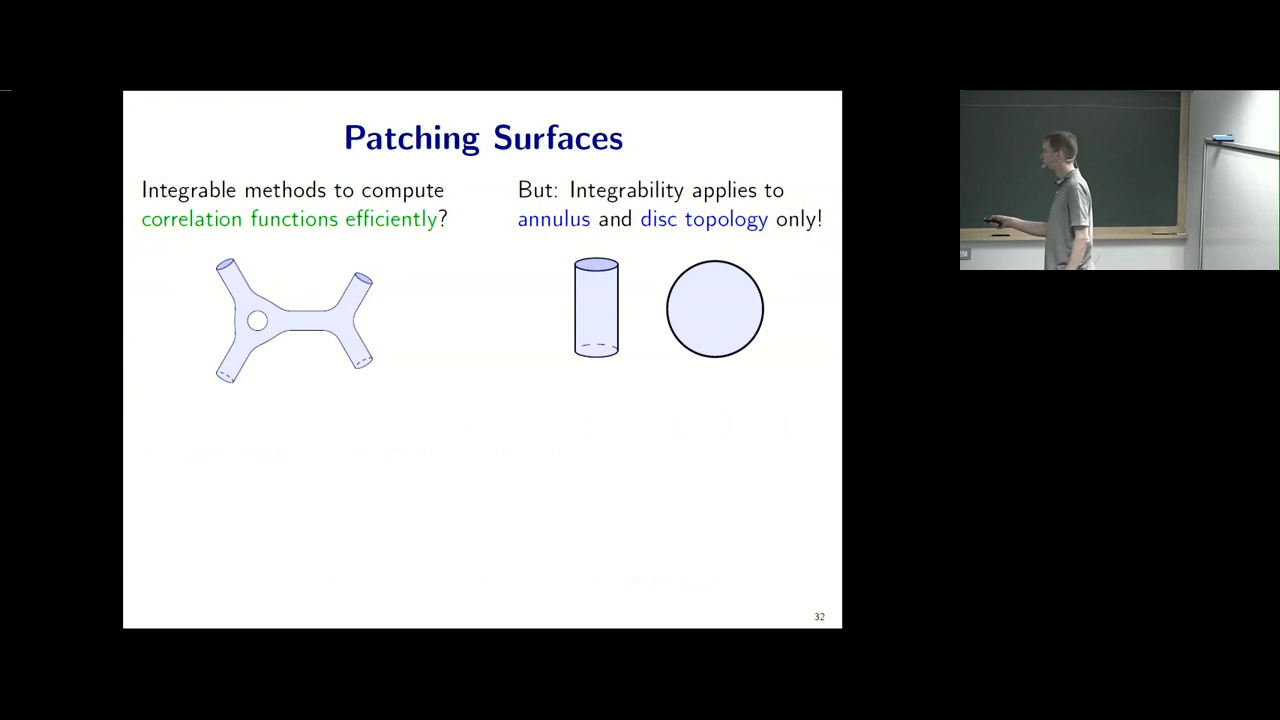 Patching Surfaces
Integrable methods to compute
correlation functions efficiently?
But: Integrability applies to
annulus and disc topology only!
32